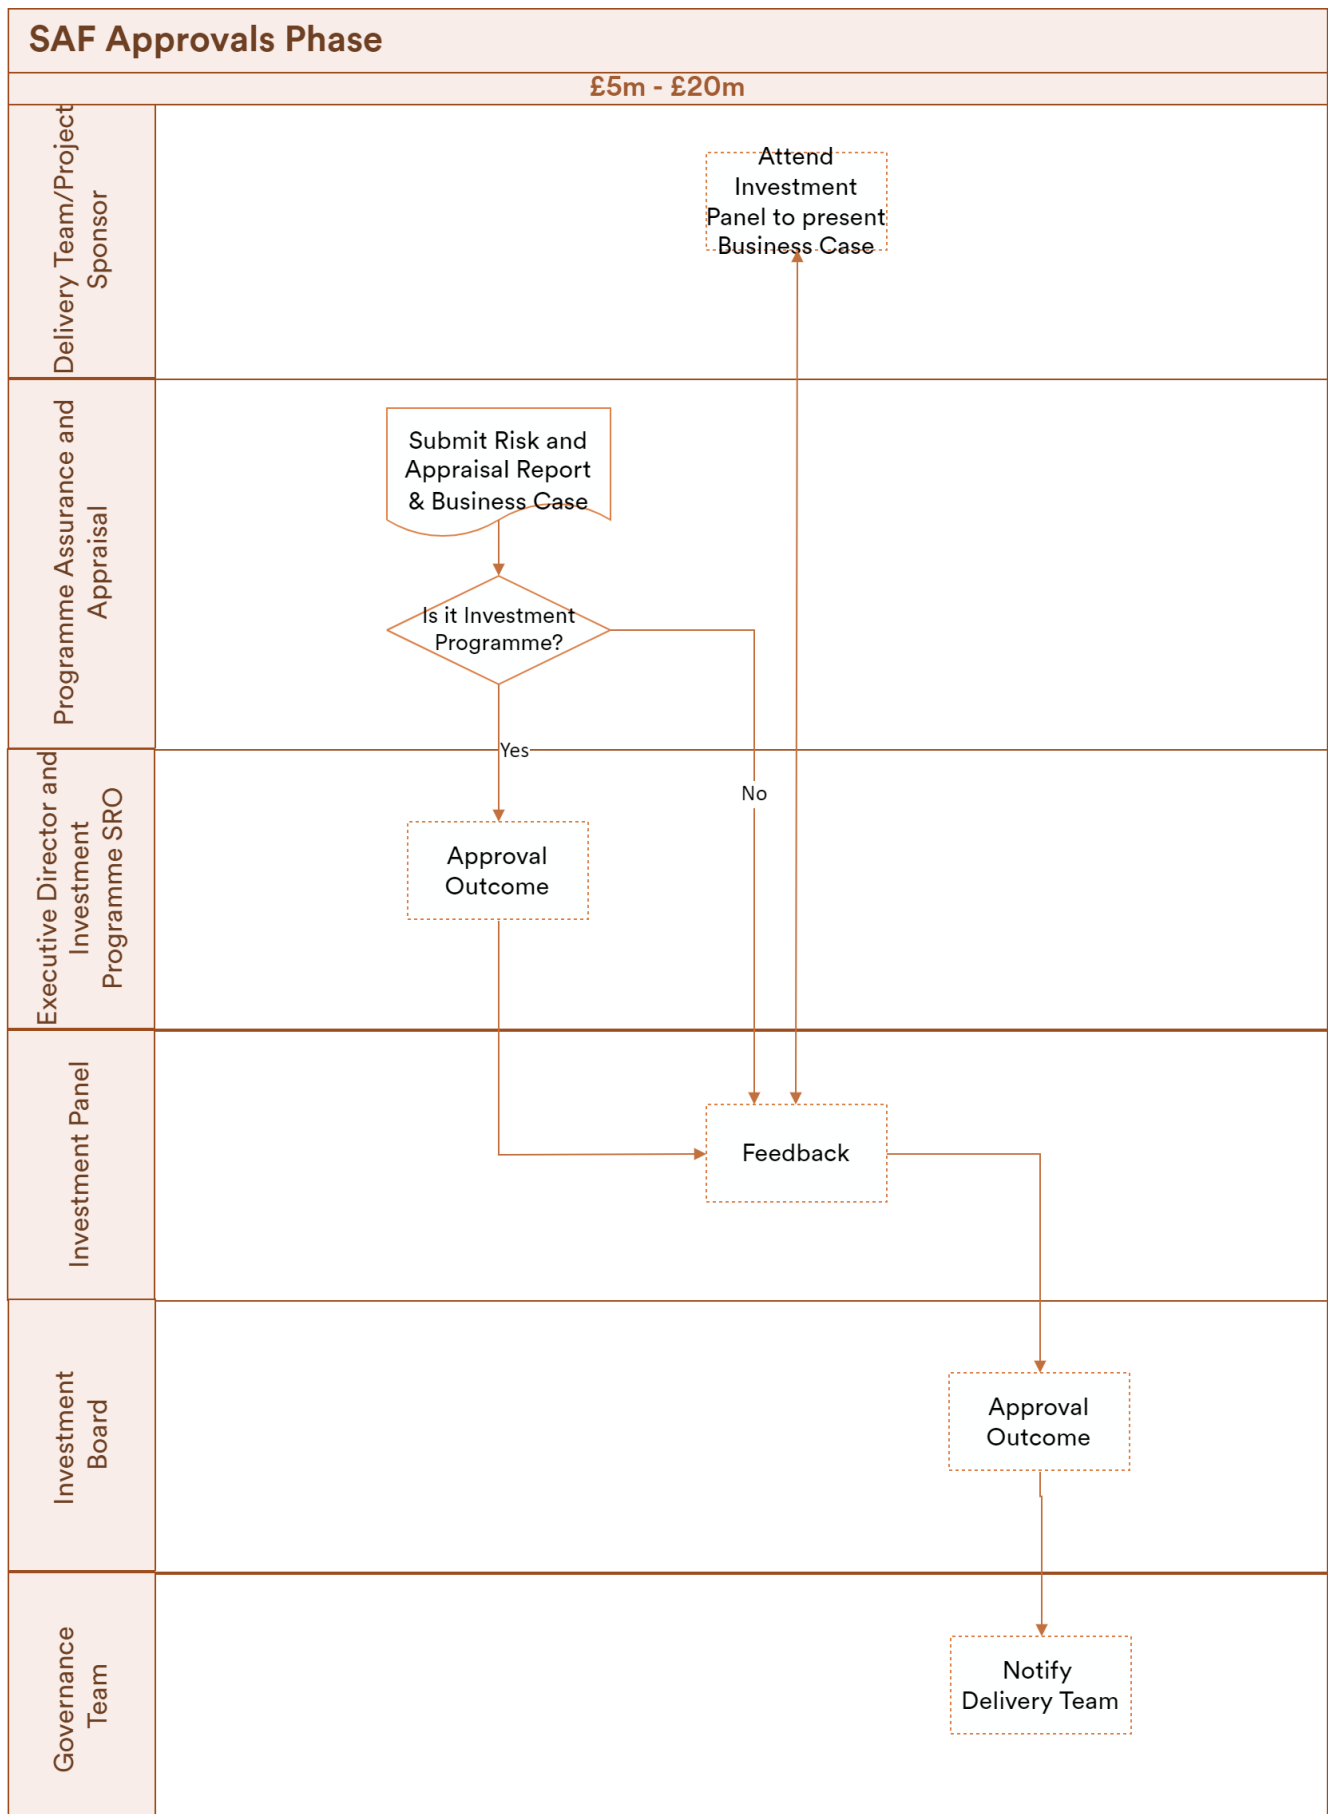 SAF Approvals Phase
£5m - £20m
Delivery Team/Project
Sponsor
Attend
Investment
Panel to present
Business Case
Programme Assurance and
Appraisal
Submit Risk and
Appraisal Report
& Business Case
Is it Investment
Programme?
Yes
No
Executive Director and
Investment
Programme SRO
Approval
Outcome
Investment Panel
Feedback
Investment
Board
Approval
Outcome
Governance
Team
Notify
Delivery Team